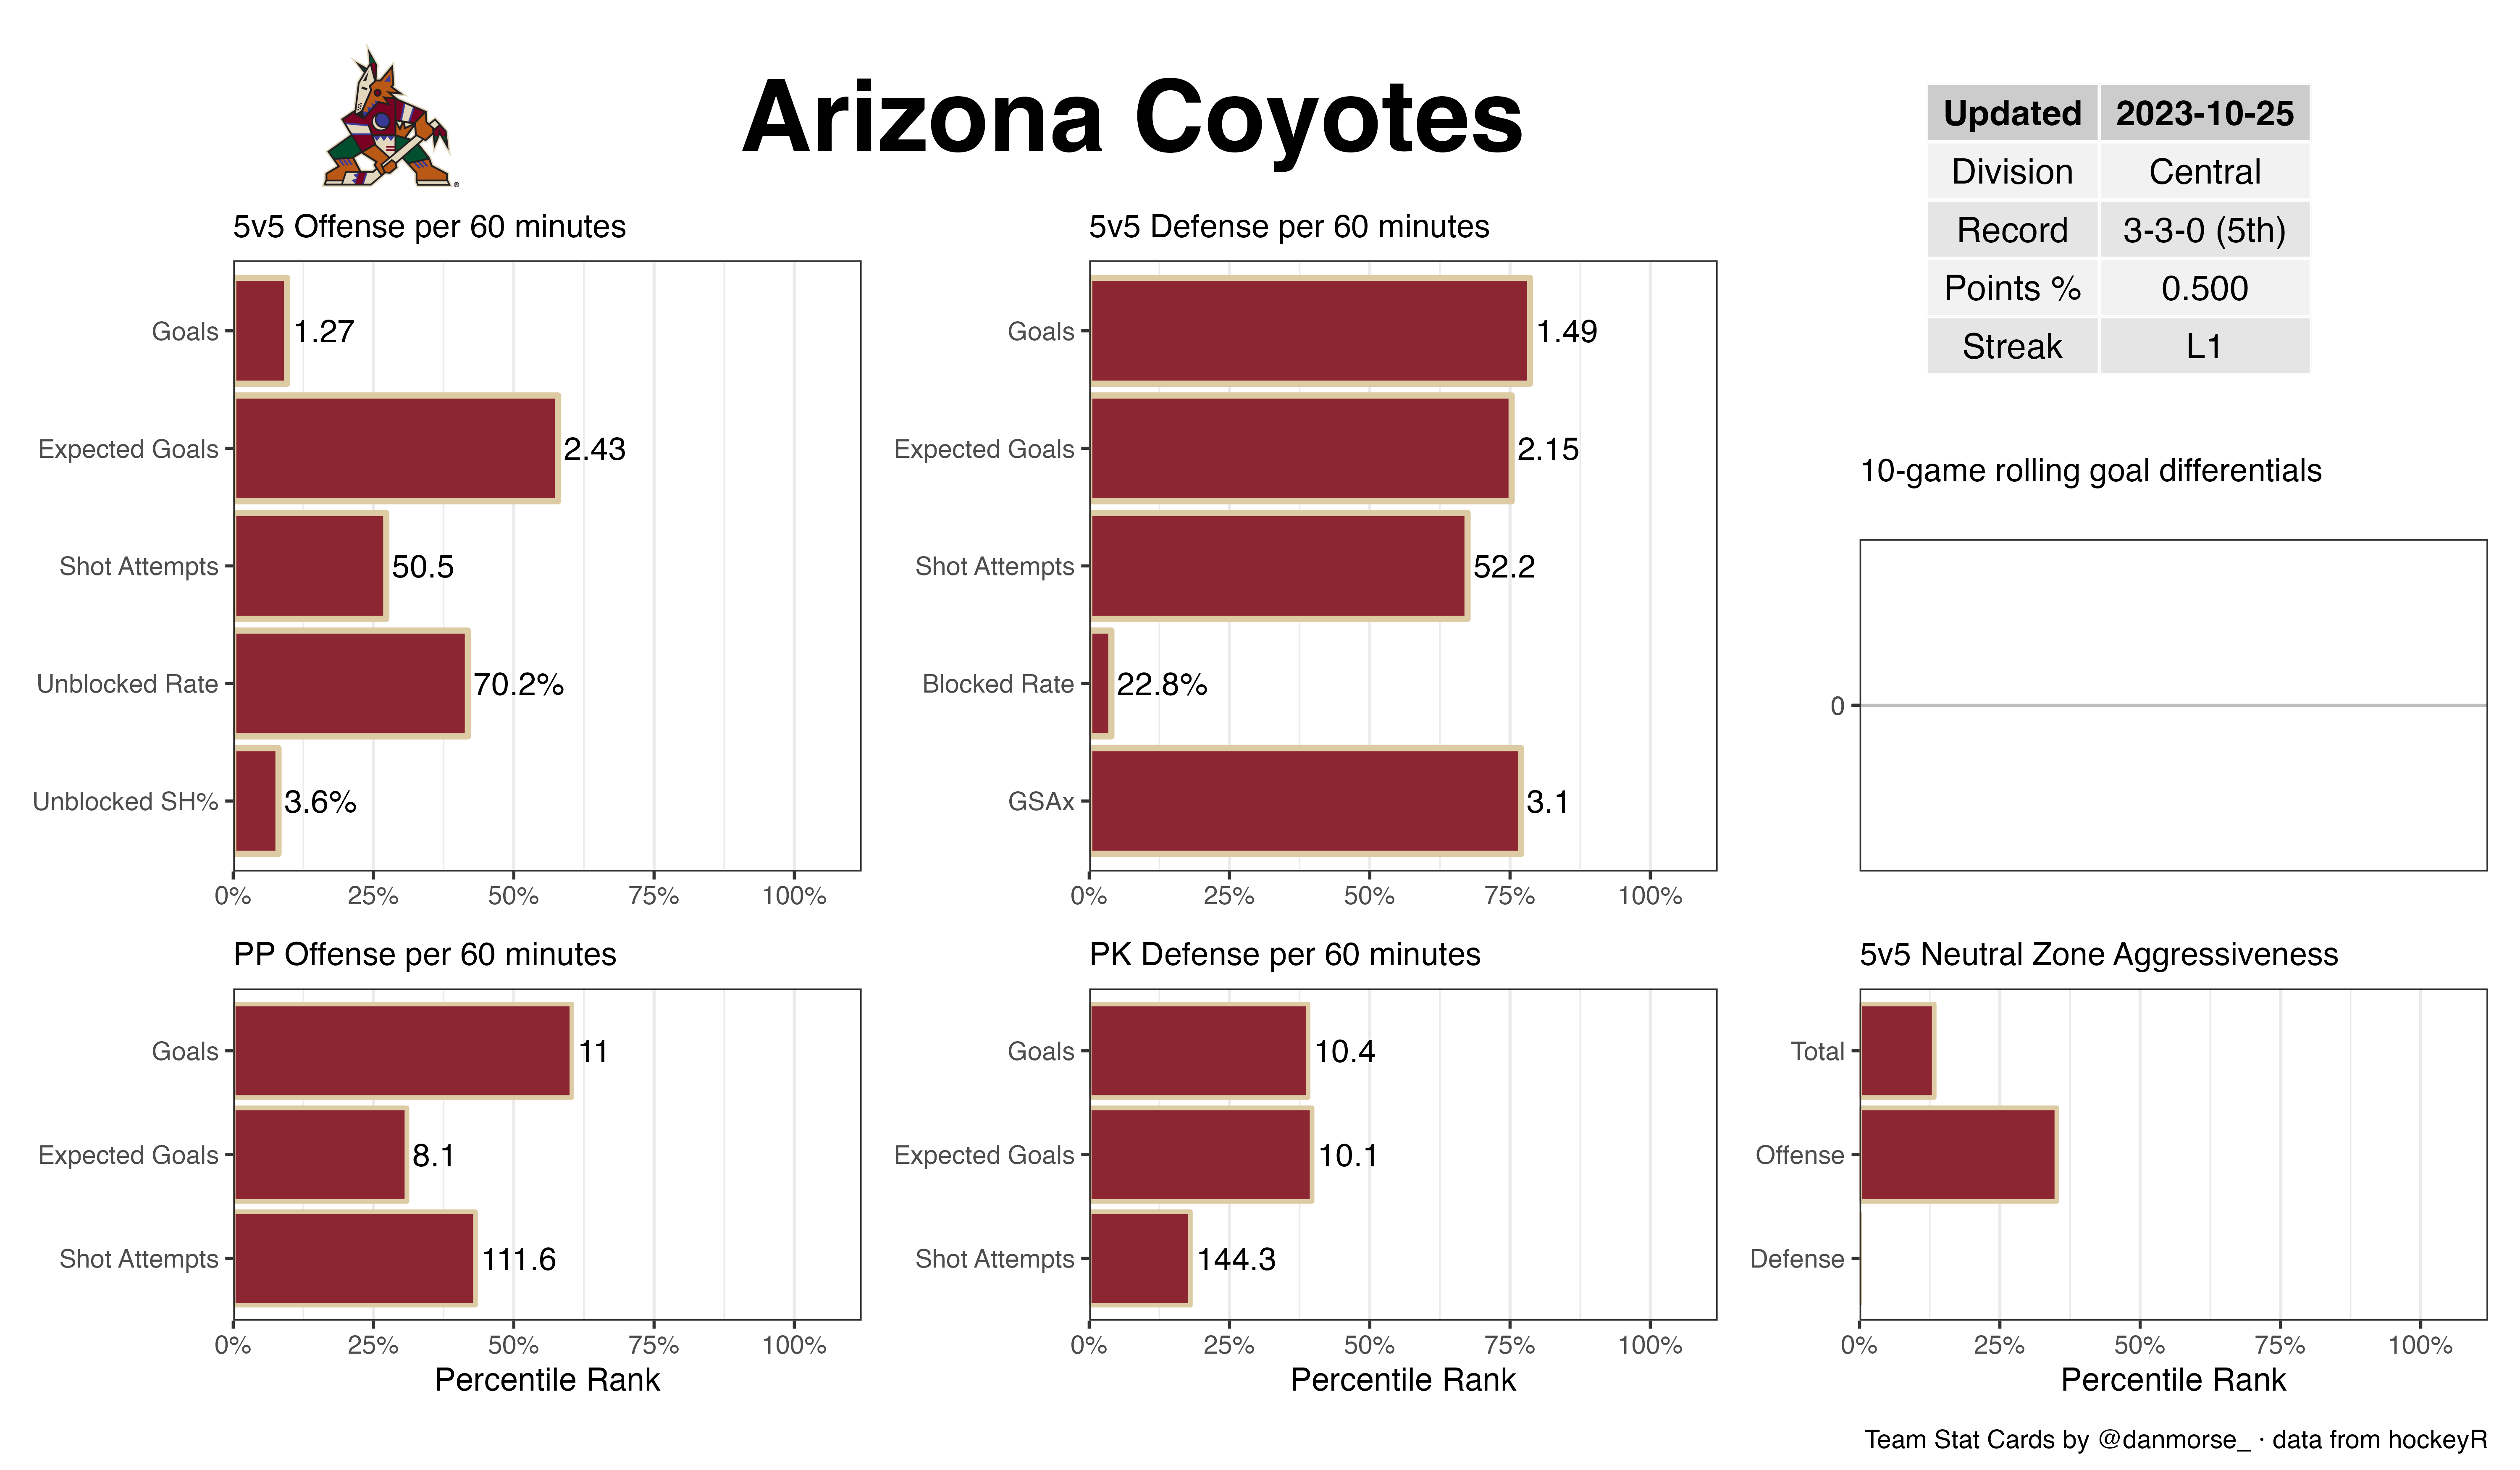 Arizona Coyotes
Updated 2023-10-25
Division Central
Record 3-3-0 (5th)
Points % 0.500
Streak L1
5v5 Offense per 60 minutes
Goals 1.27
Expected Goals 2.43
Shot Attempts 50.5
Unblocked Rate 70.2%
Unblocked SH% 3.6%
0% 25% 50% 75% 100%
5v5 Defense per 60 minutes
Goals 1.49
Expected Goals 2.15
Shot Attempts 52.2
Blocked Rate 22.8%
GSAx 3.1
0% 25% 50% 75% 100%
10-game rolling goal differentials
0
PP Offense per 60 minutes
Goals 11
Expected Goals 8.1
Shot Attempts 111.6
0% 25% 50% 75% 100%
Percentile Rank
PK Defense per 60 minutes
Goals 10.4
Expected Goals 10.1
Shot Attempts 144.3
0% 25% 50% 75% 100%
Percentile Rank
5v5 Neutral Zone Aggressiveness
Total
Offense
Defense
0% 25% 50% 75% 100%
Percentile Rank
Team Stat Cards by @danmorse_ · data from hockeyR